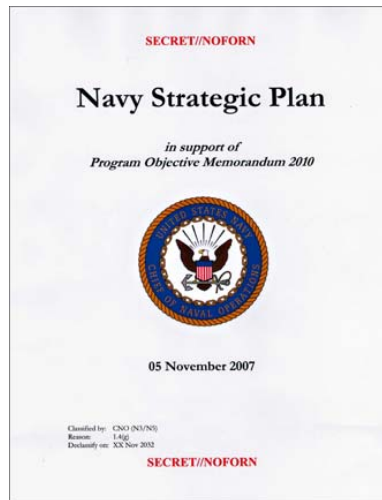 SECRET//NOFORN
Navy Strategic Plan
in support of
Program Objective Memorandum 2010
UNITED STATES NAVY
CHIEF OF NAVAL OPERATIONS
05 November 2007
Classified by: CNO (N3/N5)
Reason: 1.4(g)
Declassify on: XX Nov 2032
SECRET//NOFORN